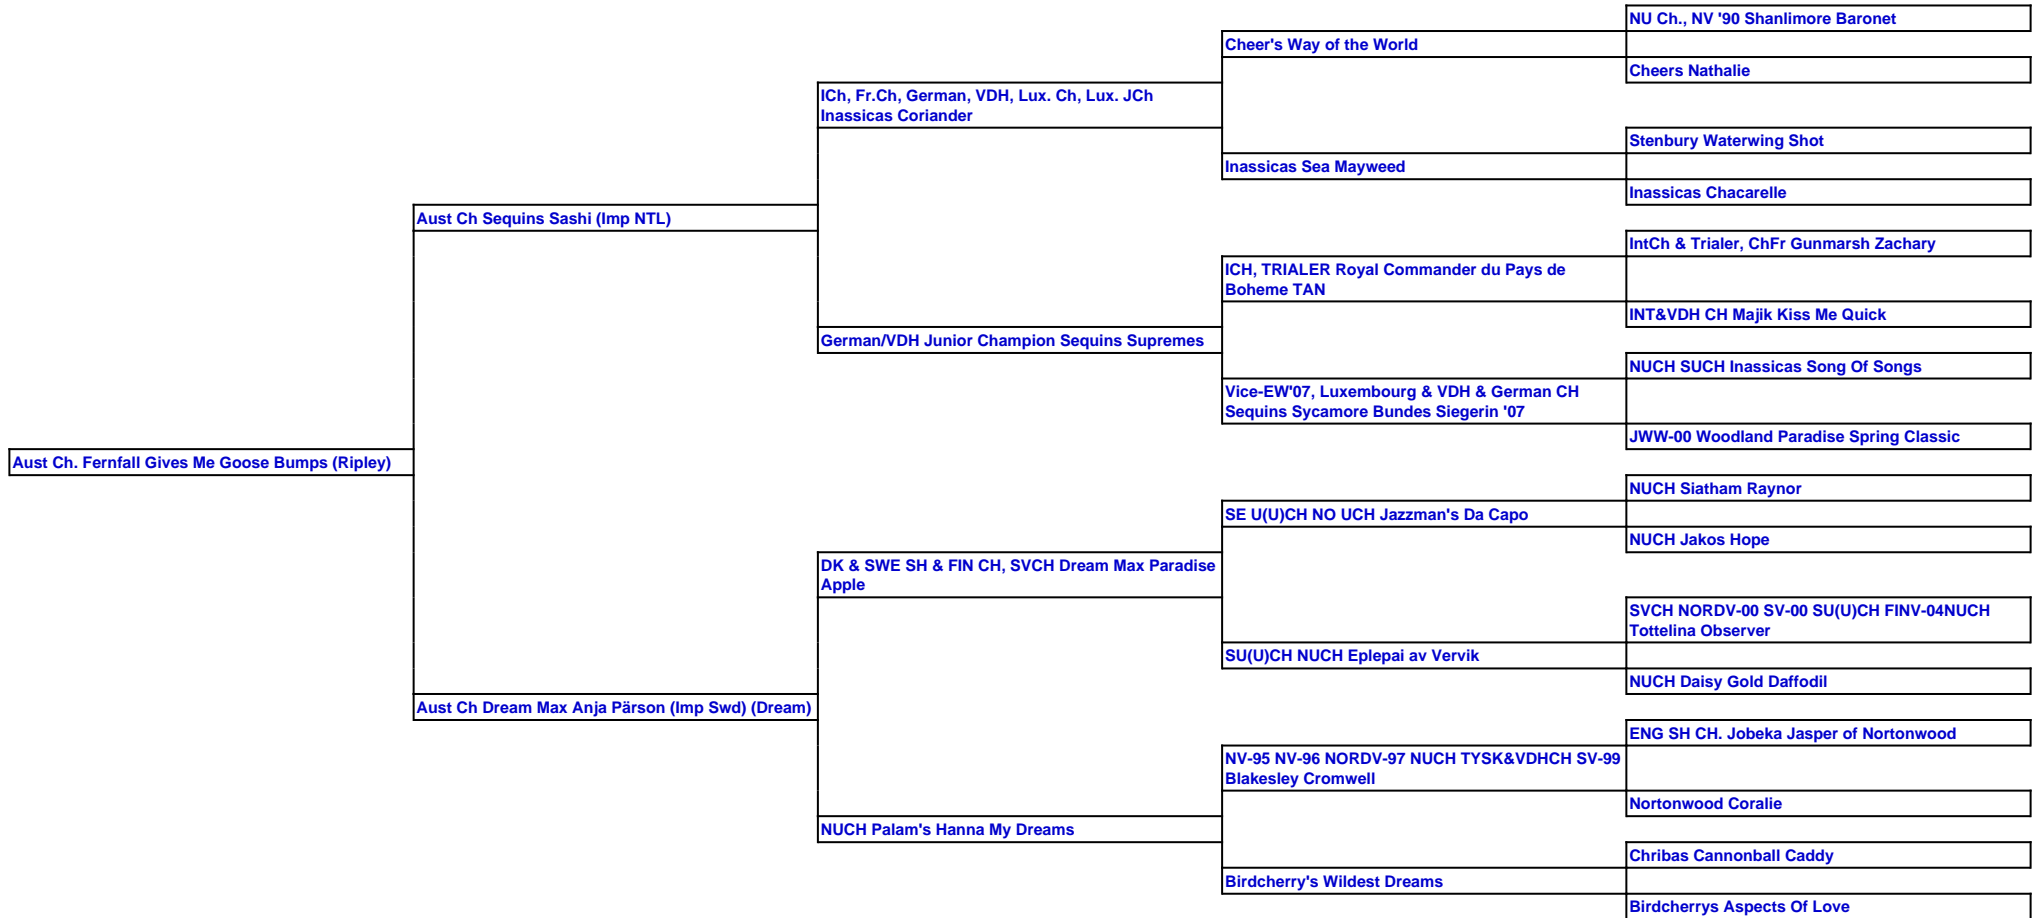 NU Ch., NV '90 Shanlimore Baronet
Cheer's Way of the World
Cheers Nathalie
ICh, Fr.Ch, German, VDH, Lux. Ch, Lux. JCh
Inassicas Coriander
Stenbury Waterwing Shot
Inassicas Sea Mayweed
Inassicas Chacarelle
Aust Ch Sequins Sashi (Imp NTL)
IntCh & Trialer, ChFr Gunmarsh Zachary
ICH, TRIALER Royal Commander du Pays de
Boheme TAN
INT&VDH CH Majik Kiss Me Quick
German/VDH Junior Champion Sequins Supremes
NUCH SUCH Inassicas Song Of Songs
Vice-EW'07, Luxembourg & VDH & German CH
Sequins Sycamore Bundes Siegerin '07
JWW-00 Woodland Paradise Spring Classic
Aust Ch. Fernfall Gives Me Goose Bumps (Ripley)
NUCH Siatham Raynor
SE U(U)CH NO UCH Jazzman's Da Capo
NUCH Jakos Hope
DK & SWE SH & FIN CH, SVCH Dream Max Paradise
Apple
SVCH NORDV-00 SV-00 SU(U)CH FINV-04NUCH
Tottelina Observer
SU(U)CH NUCH Eplepai av Vervik
NUCH Daisy Gold Daffodil
Aust Ch Dream Max Anja Pärson (Imp Swd) (Dream)
ENG SH CH. Jobeka Jasper of Nortonwood
NV-95 NV-96 NORDV-97 NUCH TYSK&VDHCH SV-99
Blakesley Cromwell
Nortonwood Coralie
NUCH Palam's Hanna My Dreams
Chribas Cannonball Caddy
Birdcherry's Wildest Dreams
Birdcherrys Aspects Of Love